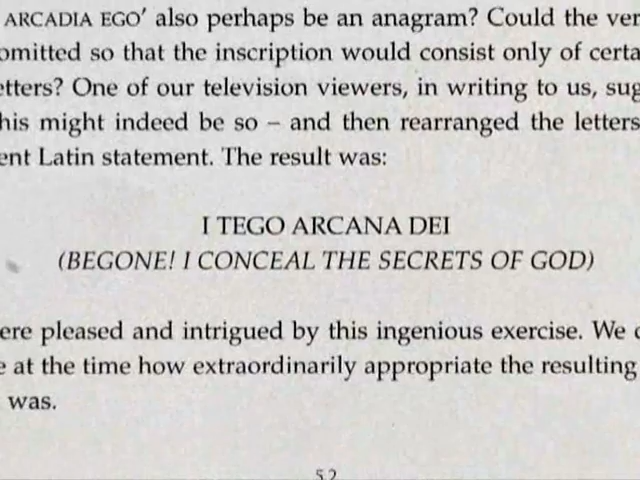 ARCADIA EGO' also perhaps be an anagram? Could the ver
omitted so that the inscription would consist only of certa
etters? One of our television viewers, in writing to us, sug
his might indeed be so – and then rearranged the letters
ent Latin statement. The result was:
I TEGO ARCANA DEI
(BEGONE! I CONCEAL THE SECRETS OF GOD)
ere pleased and intrigued by this ingenious exercise. We
e at the time how extraordinarily appropriate the resulting
was.
52